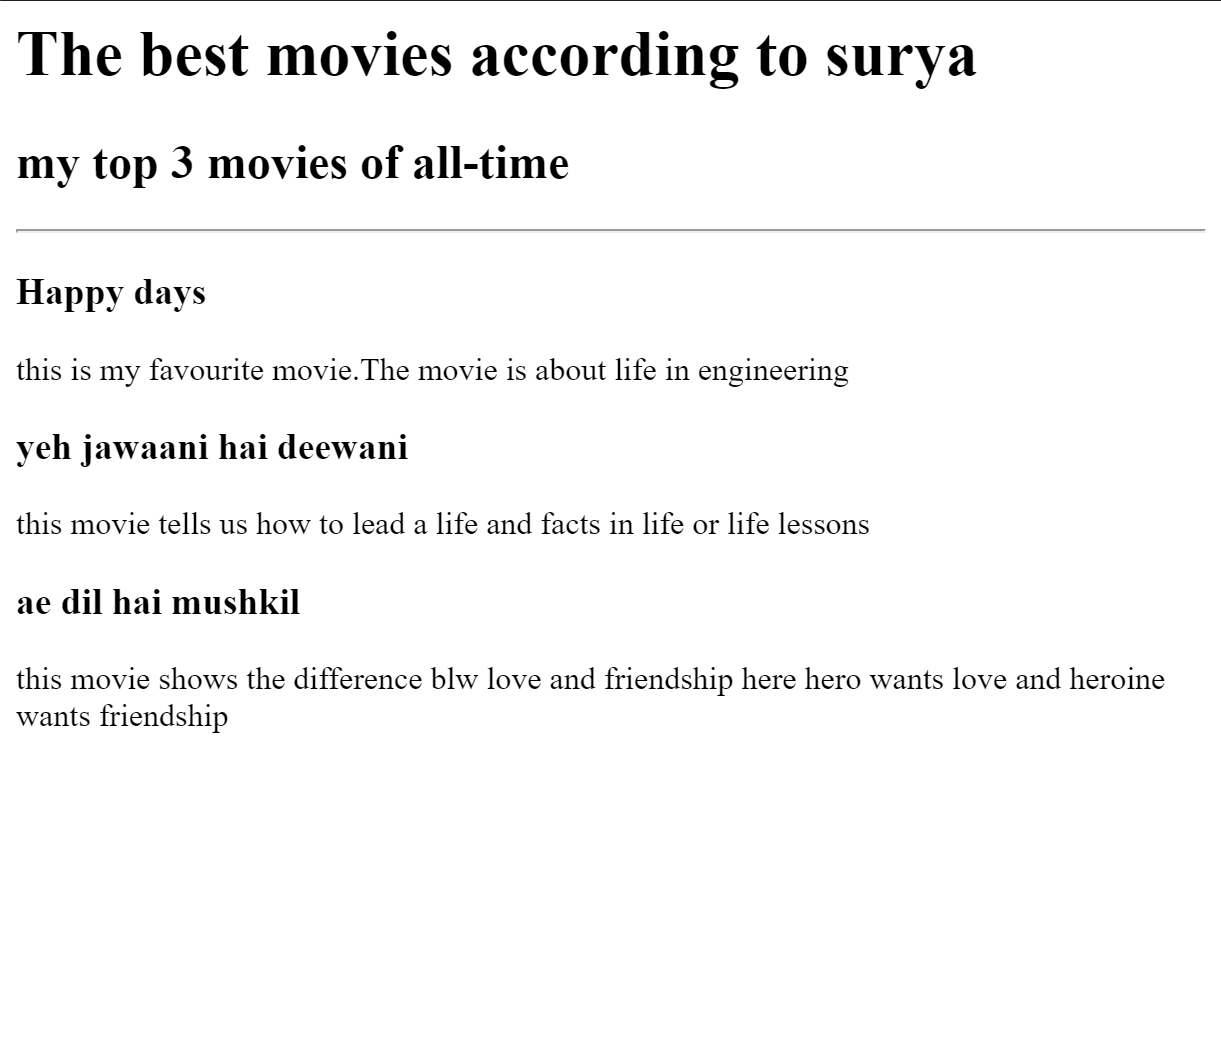 The best movies according to surya
my top 3 movies of all-time
Happy days
this is my favourite movie.The movie is about life in engineering
yeh jawaani hai deewani
this movie tells us how to lead a life and facts in life or life lessons
ae dil hai mushkil
this movie shows the difference blw love and friendship here hero wants love and heroine
wants friendship